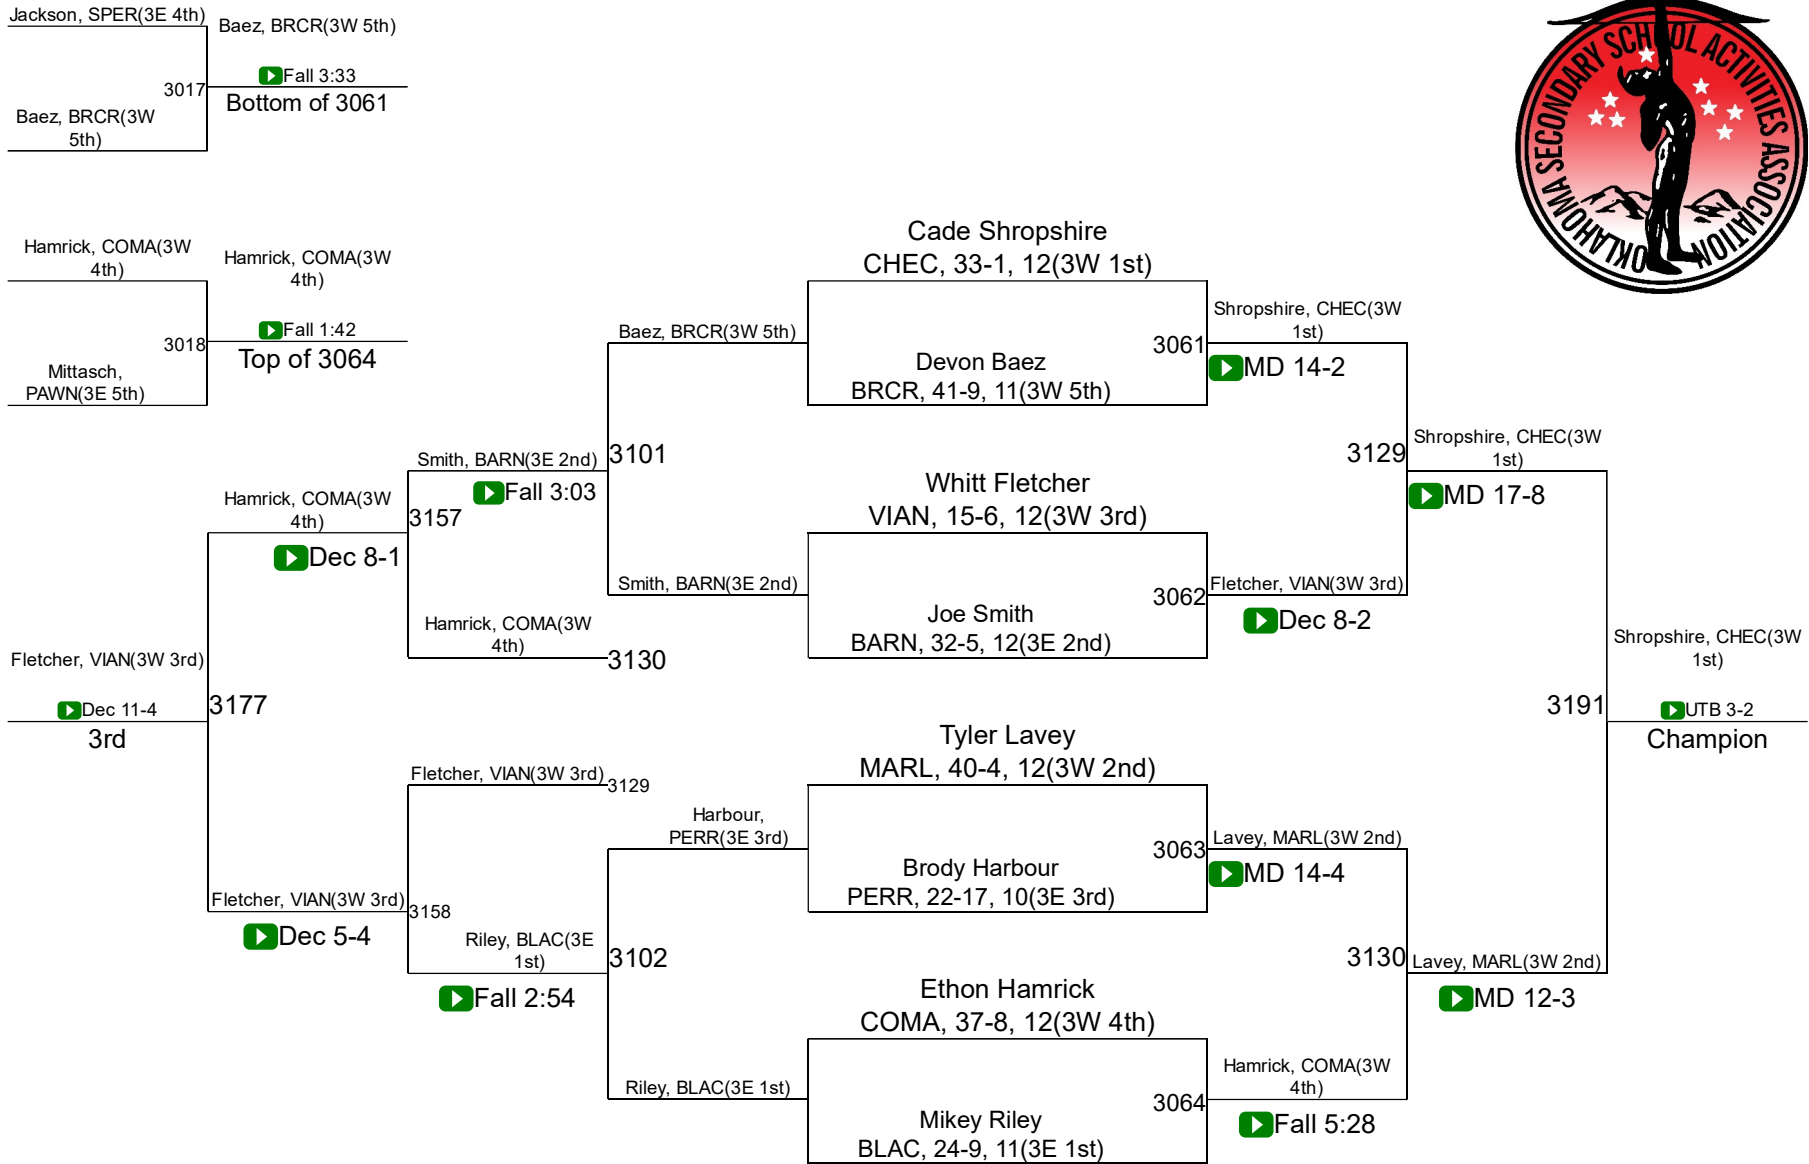 Jackson, SPER(3E 4th)
Baez, BRCR(3W 5th)
3017
Fall 3:33
Bottom of 3061
Baez, BRCR(3W
5th)
Hamrick, COMA(3W
4th)
Hamrick, COMA(3W
4th)
3018
Fall 1:42
Top of 3064
Mittasch,
PAWN(3E 5th)
OKLAHOMA SECONDARY SCHOOL ACTIVITIES ASSOCIATION
Cade Shropshire
CHEC, 33-1, 12(3W 1st)
Baez, BRCR(3W 5th)
3061
Shropshire, CHEC(3W
1st)
MD 14-2
Devon Baez
BRCR, 41-9, 11(3W 5th)
Smith, BARN(3E 2nd)
3101
Fall 3:03
3129
Shropshire, CHEC(3W
1st)
MD 17-8
Whitt Fletcher
VIAN, 15-6, 12(3W 3rd)
Hamrick, COMA(3W
4th)
3157
Dec 8-1
Smith, BARN(3E 2nd)
3062
Fletcher, VIAN(3W 3rd)
Dec 8-2
Joe Smith
BARN, 32-5, 12(3E 2nd)
Hamrick, COMA(3W
4th)
3130
Fletcher, VIAN(3W 3rd)
3177
Dec 11-4
3rd
3191
Shropshire, CHEC(3W
1st)
UTB 3-2
Champion
Tyler Lavey
MARL, 40-4, 12(3W 2nd)
Fletcher, VIAN(3W 3rd)
3129
Harbour,
PERR(3E 3rd)
3063
Lavey, MARL(3W 2nd)
MD 14-4
Brody Harbour
PERR, 22-17, 10(3E 3rd)
Fletcher, VIAN(3W 3rd)
3158
Dec 5-4
Riley, BLAC(3E
1st)
3102
Fall 2:54
3130
Lavey, MARL(3W 2nd)
MD 12-3
Ethon Hamrick
COMA, 37-8, 12(3W 4th)
Riley, BLAC(3E 1st)
3064
Hamrick, COMA(3W
4th)
Fall 5:28
Mikey Riley
BLAC, 24-9, 11(3E 1st)